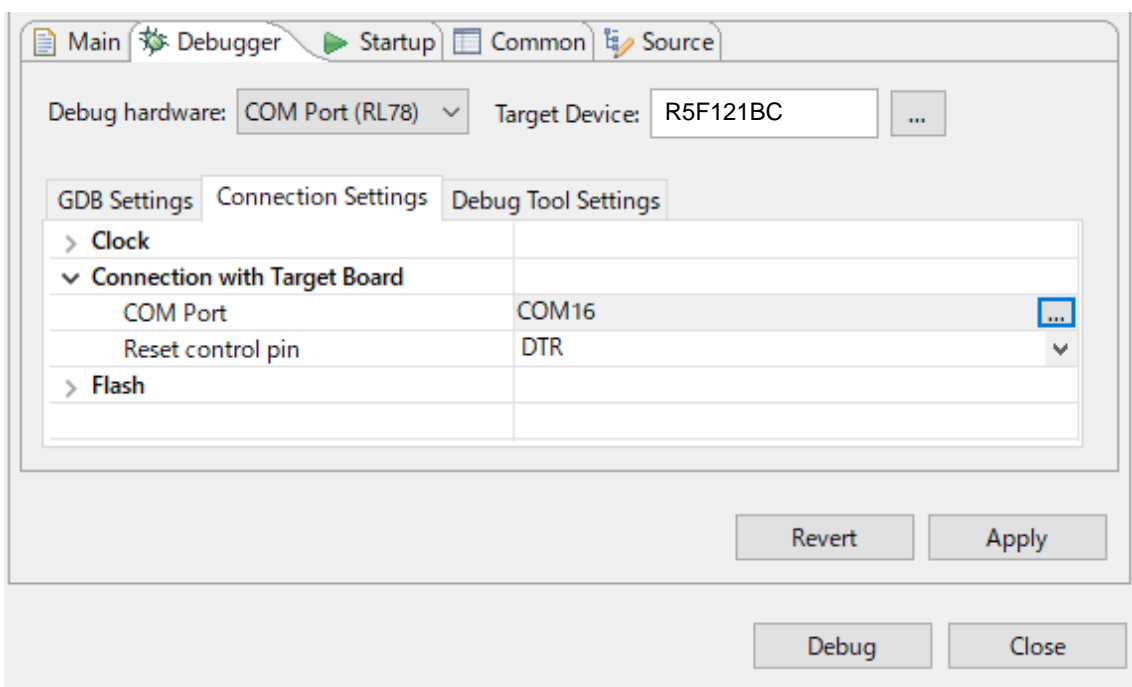 Main Debugger Startup Common Source
Debug hardware: COM Port (RL78) Target Device: R5F121BC ...
GDB Settings Connection Settings Debug Tool Settings
Clock
Connection with Target Board
COM Port COM16 ...
Reset control pin DTR
Flash
Revert Apply
Debug Close